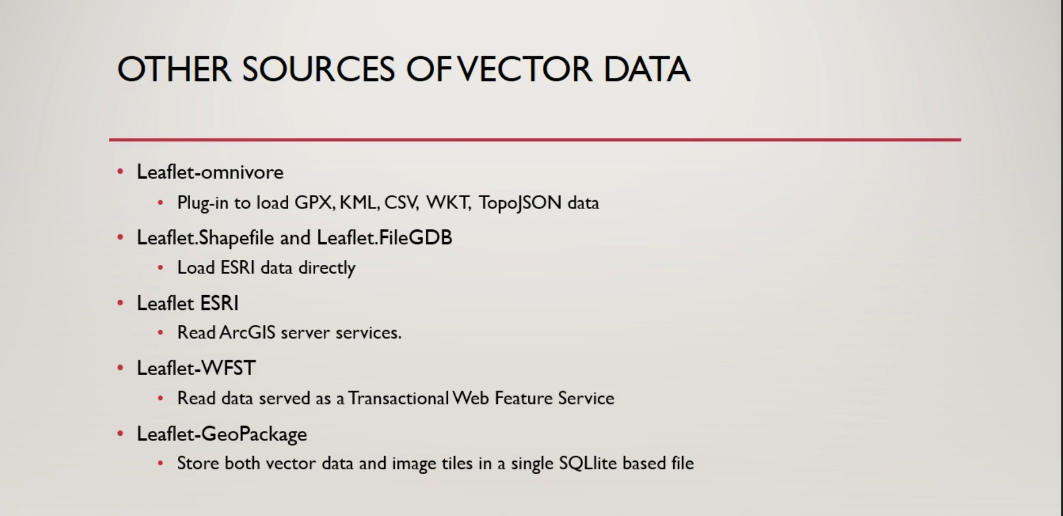 OTHER SOURCES OF VECTOR DATA
• Leaflet-omnivore
• Plug-in to load GPX, KML, CSV, WKT, TopoJSON data
• Leaflet.Shapefile and Leaflet.FileGDB
• Load ESRI data directly
• Leaflet ESRI
• Read ArcGIS server services.
• Leaflet-WFST
• Read data served as a Transactional Web Feature Service
• Leaflet-GeoPackage
• Store both vector data and image tiles in a single SQLlite based file